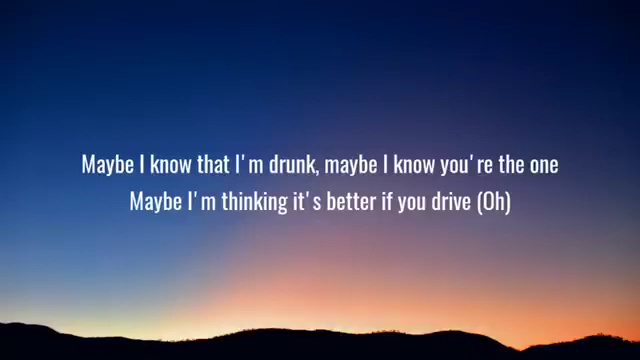 Maybe I know that I'm drunk, maybe I know you're the one
Maybe I'm thinking it's better if you drive (Oh)